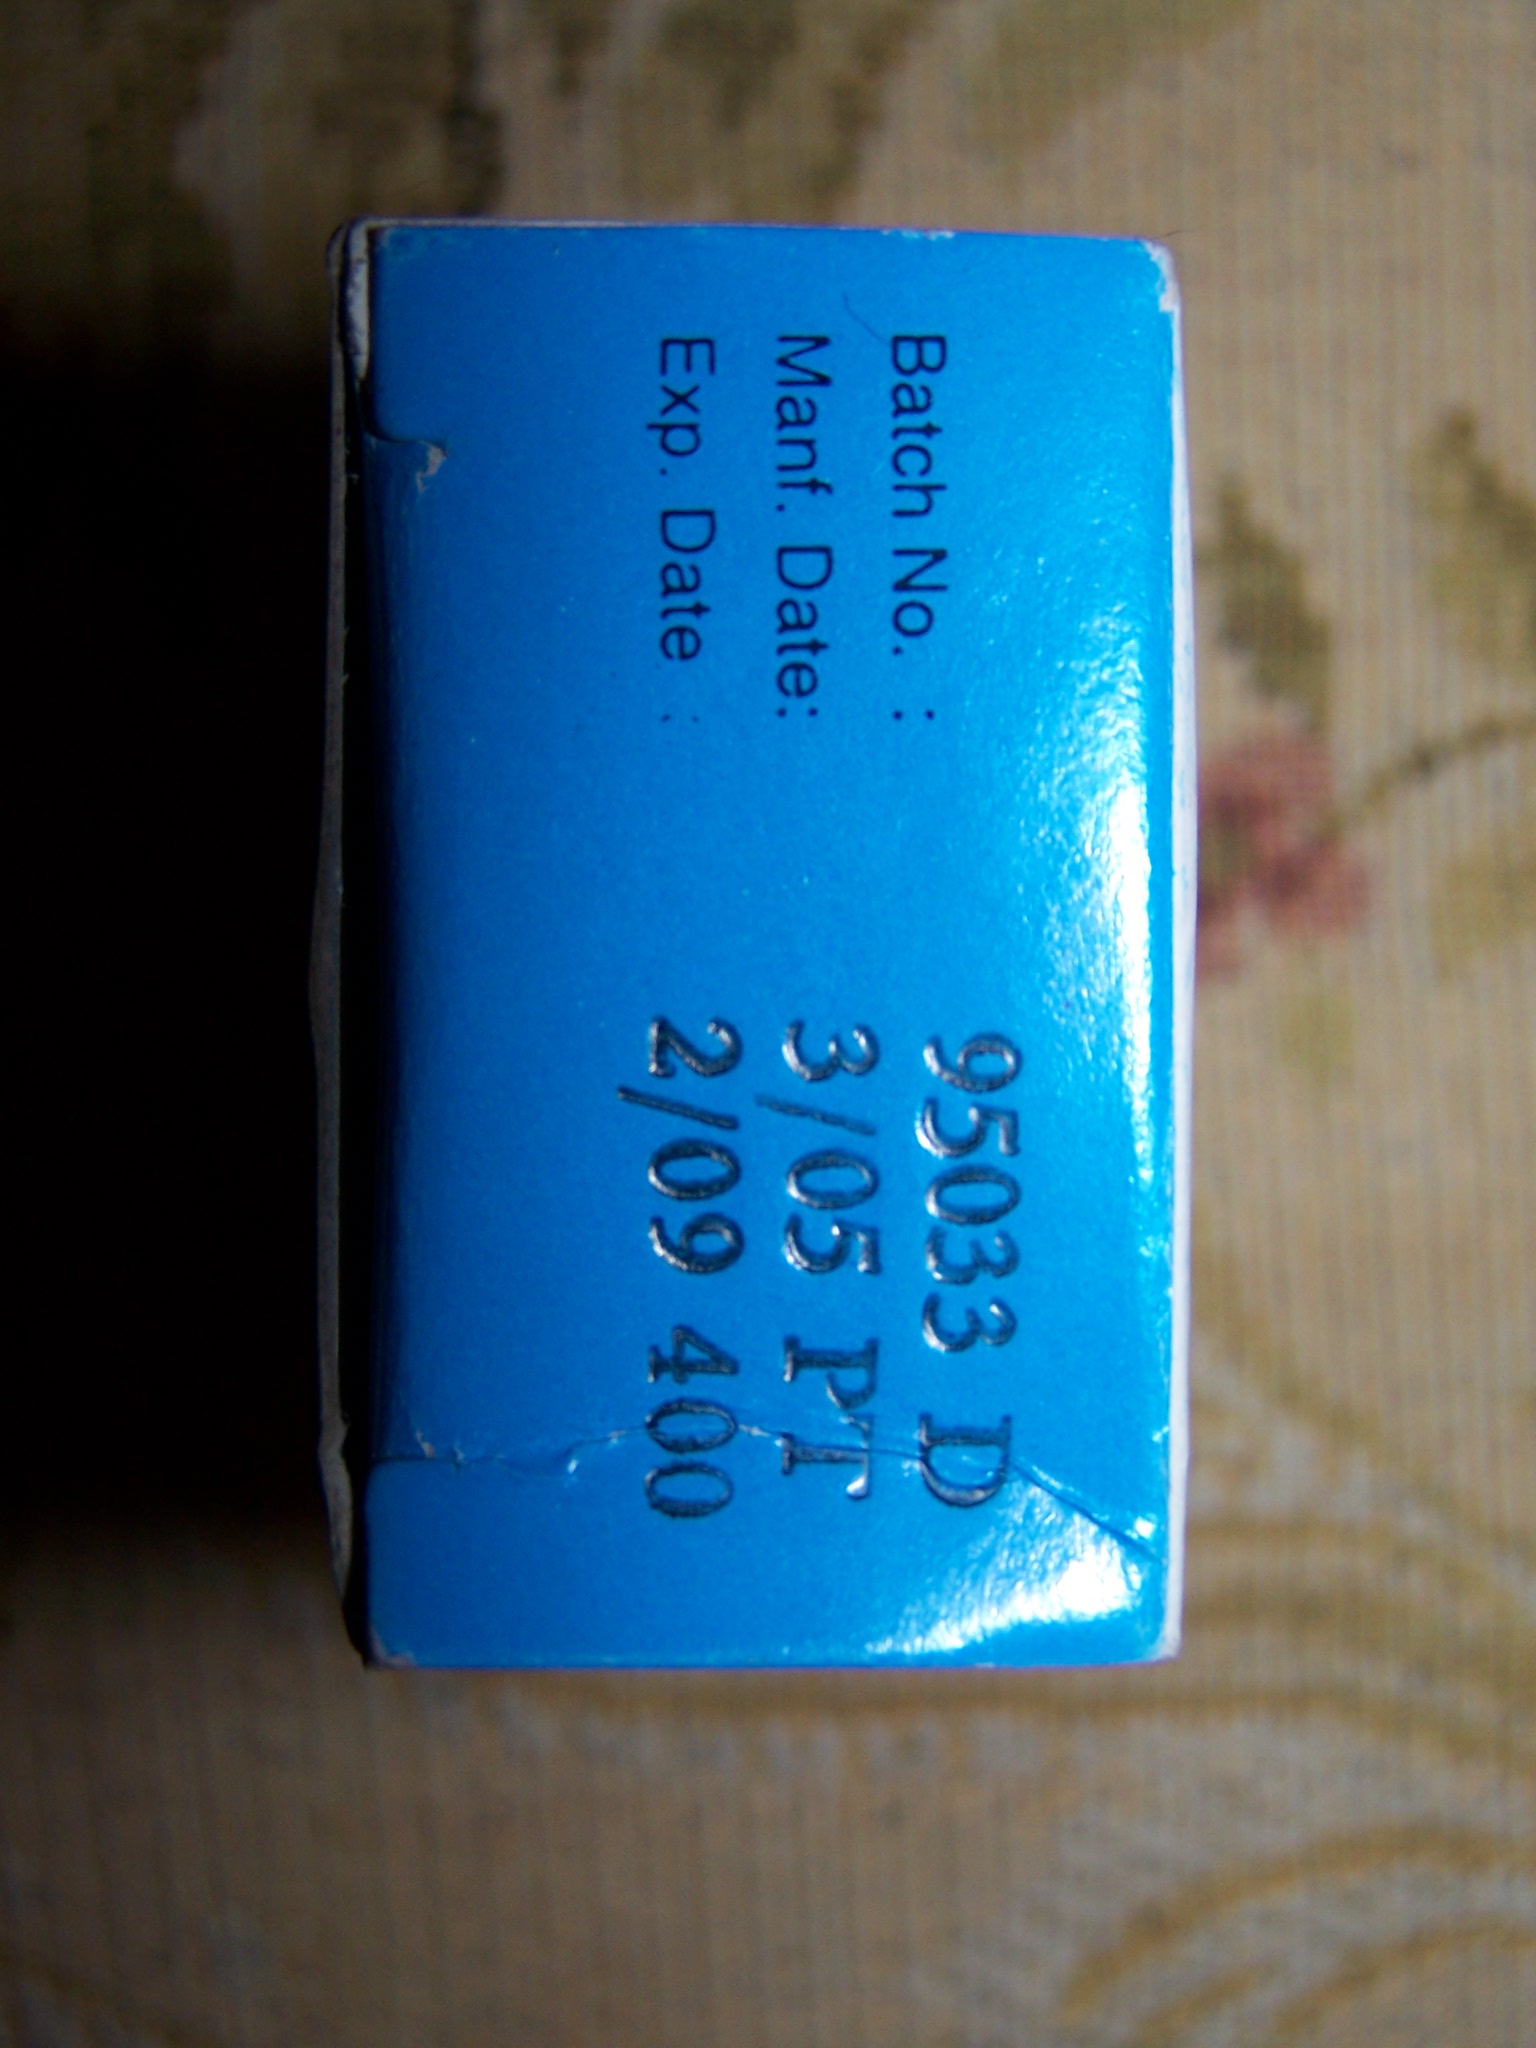 Batch No. : 95033 D
Manf. Date: 3/05 PT
Exp. Date : 2/09 400